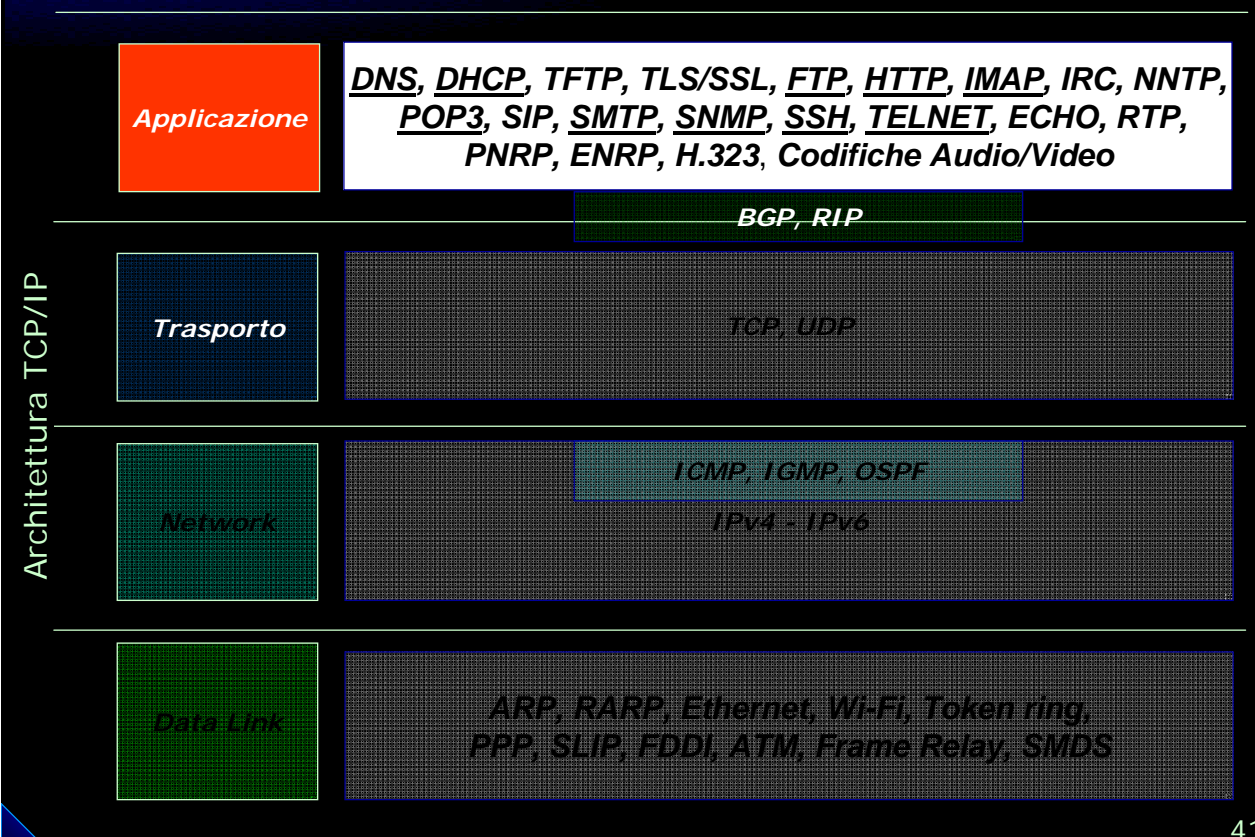 Architettura TCP/IP
Applicazione
DNS, DHCP, TFTP, TLS/SSL, FTP, HTTP, IMAP, IRC, NNTP,
POP3, SIP, SMTP, SNMP, SSH, TELNET, ECHO, RTP,
PNRP, ENRP, H.323, Codifiche Audio/Video
BGP, RIP
Trasporto
TCP, UDP
Network
ICMP, IGMP, OSPF
IPv4 - IPv6
Data Link
ARP, RARP, Ethernet, Wi-Fi, Token ring,
PPP, SLIP, FDDI, ATM, Frame Relay, SMDS
41